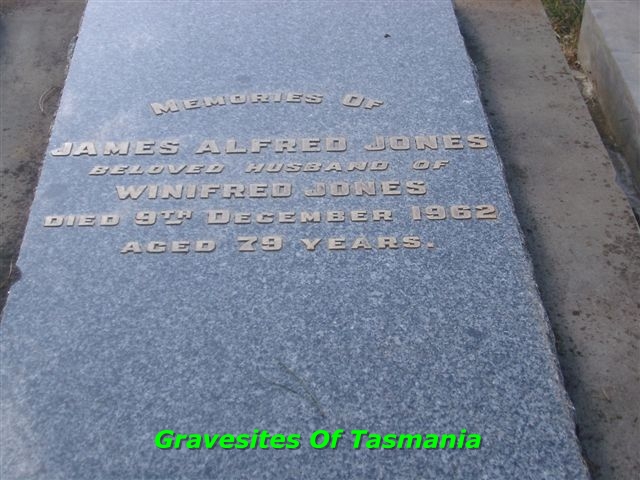 Memories Of
JAMES ALFRED JONES
BELOVED HUSBAND OF
WINIFRED JONES
DIED 9TH DECEMBER 1962
AGED 79 YEARS.
Gravesites Of Tasmania